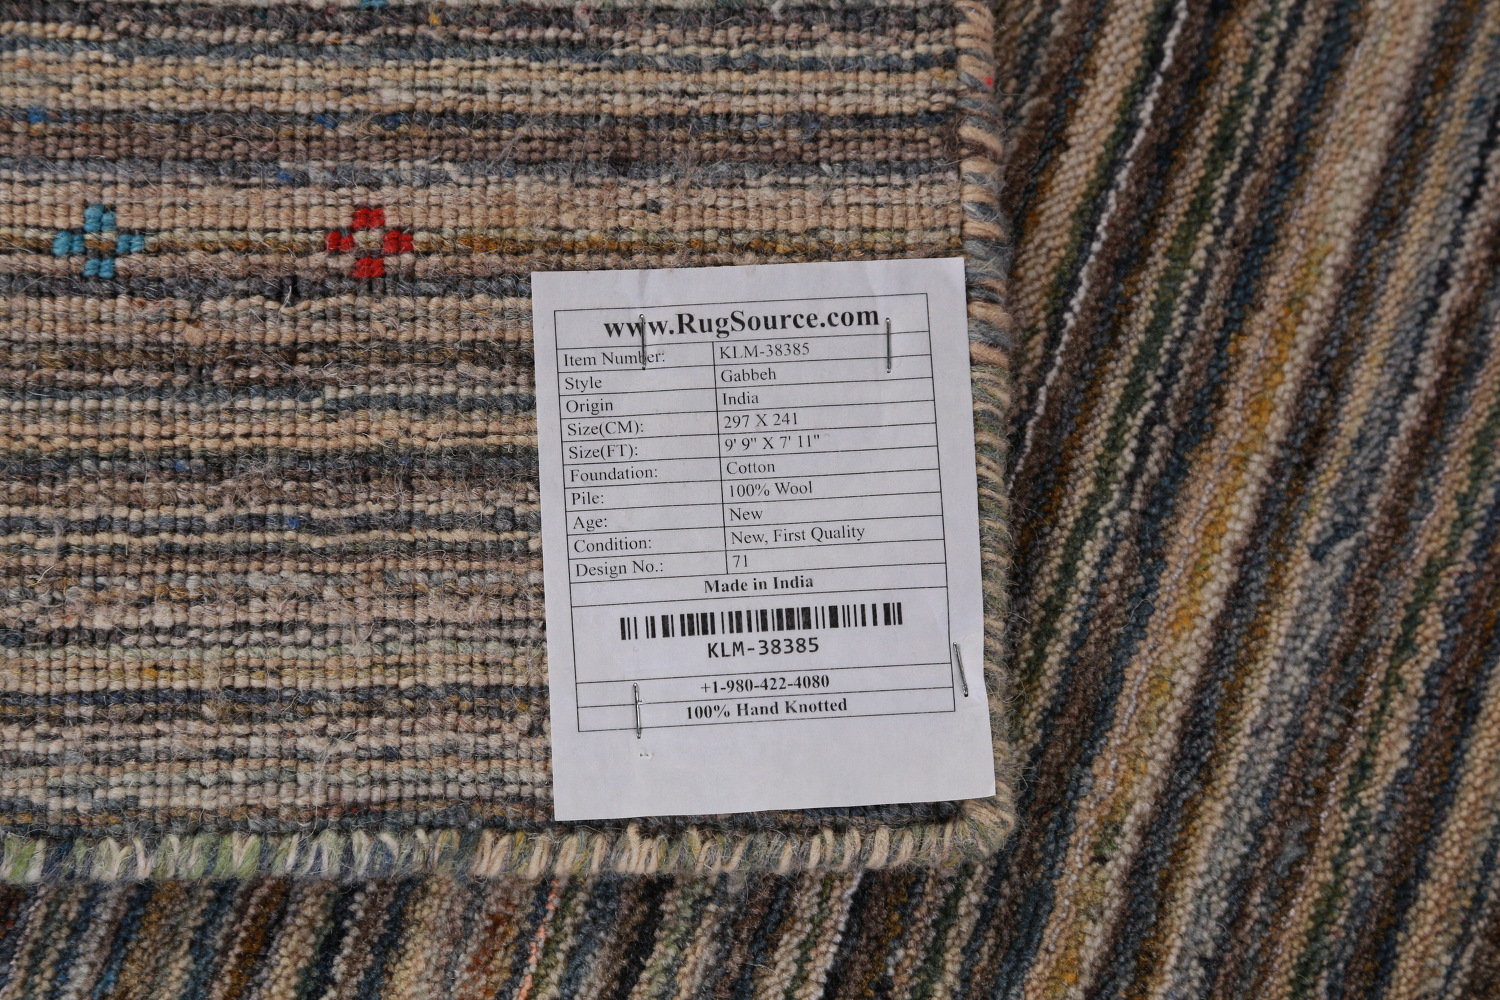 www.RugSource.com
Item Number: KLM-38385
Style Gabbeh
Origin India
Size(CM): 297 X 241
Size(FT): 9' 9" X 7' 11"
Foundation: Cotton
Pile: 100% Wool
Age: New
Condition: New, First Quality
Design No.: 71
Made in India
KLM-38385
+1-980-422-4080
100% Hand Knotted